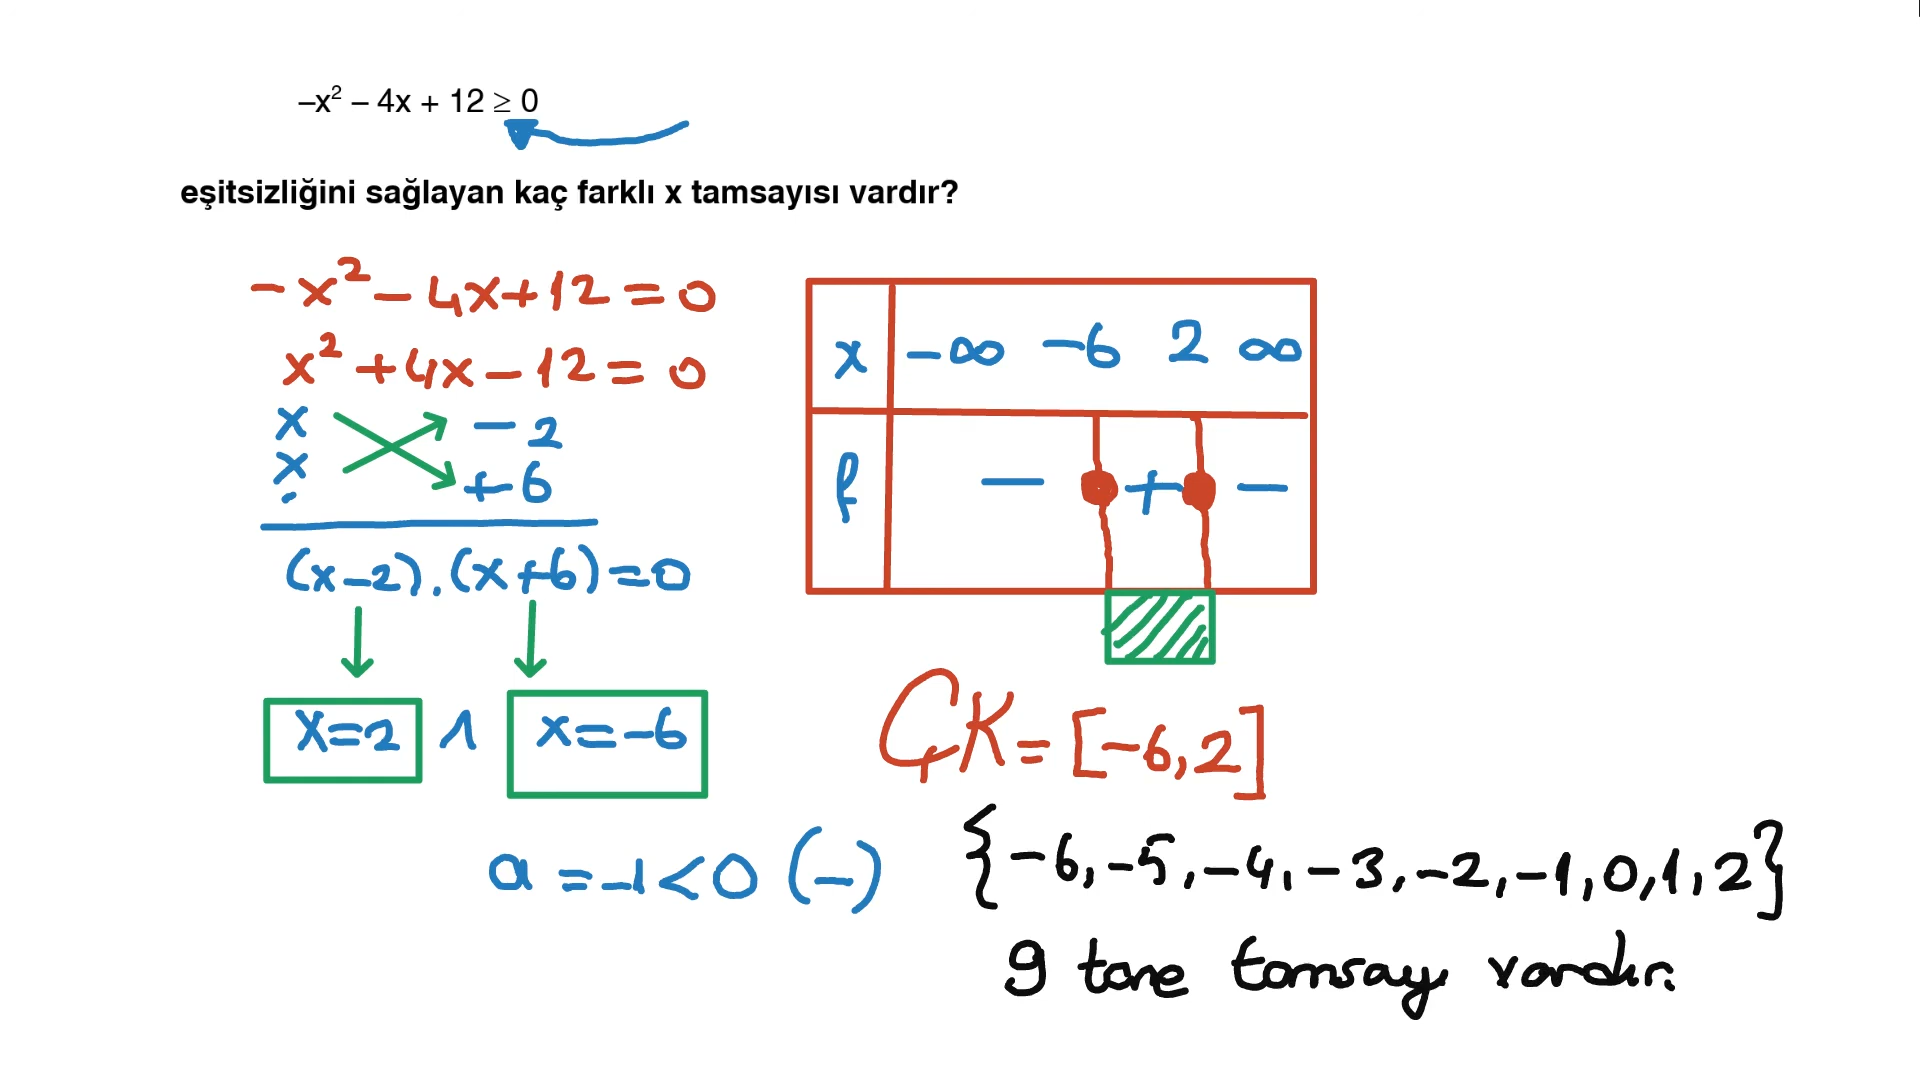 –x² – 4x + 12 ≥ 0
eşitsizliğini sağlayan kaç farklı x tamsayısı vardır?
-x² - 4x + 12 = 0
x² + 4x - 12 = 0
x - 2
x + 6
(x-2).(x+6)=0
x=2 ∧ x=-6
a = -1 < 0 (-)
x -∞ -6 2 ∞
f - + -
ÇK = [-6,2]
{-6, -5, -4, -3, -2, -1, 0, 1, 2}
9 tane tamsayı vardır.